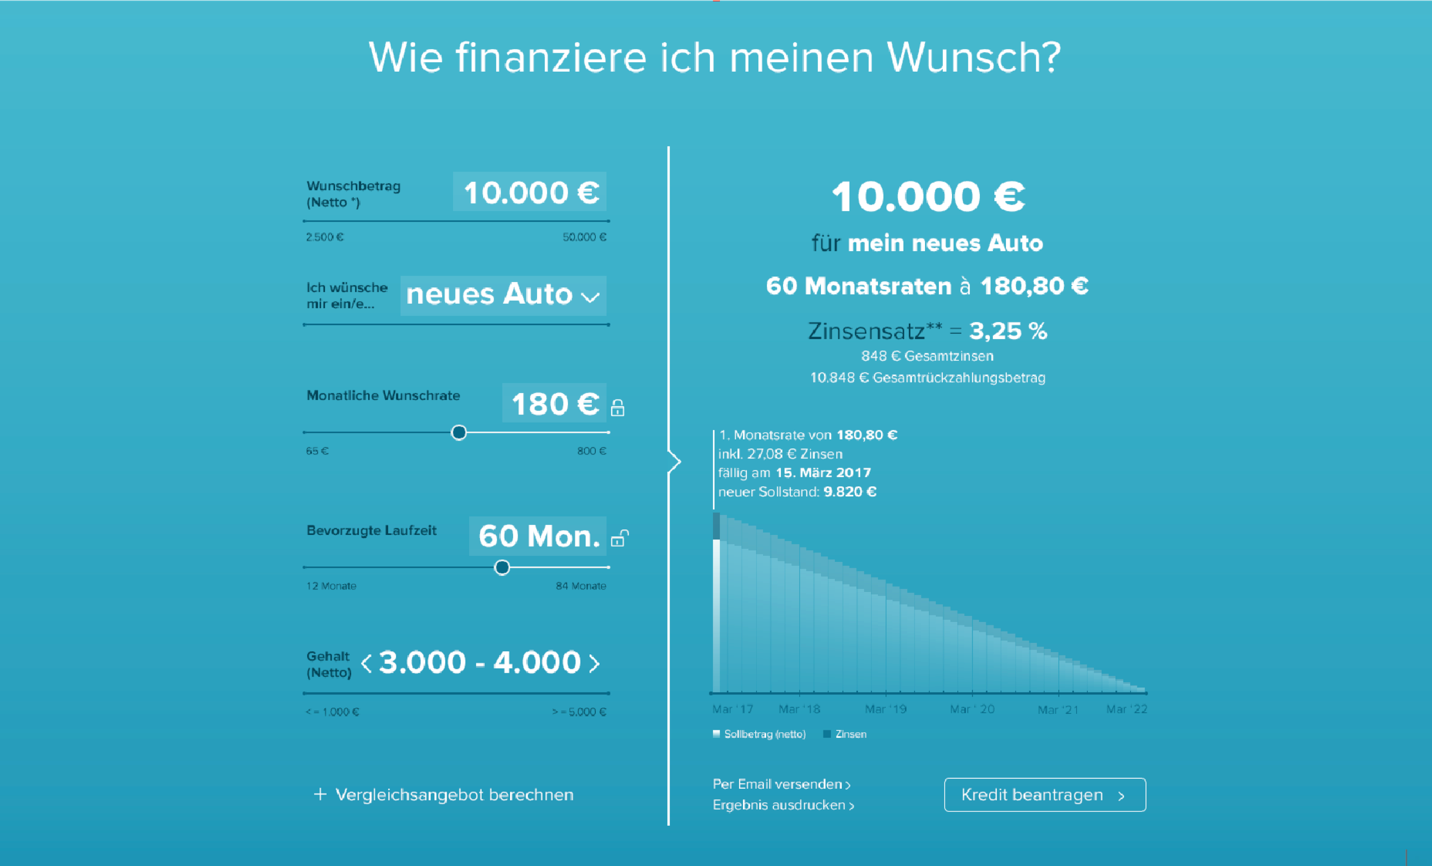 Wie finanziere ich meinen Wunsch?
Wunschbetrag
(Netto *)
10.000 €
2.500 €
50.000 €
Ich wünsche
mir ein/e...
neues Auto
Monatliche Wunschrate
180 €
65 €
800 €
Bevorzugte Laufzeit
60 Mon.
12 Monate
84 Monate
Gehalt
(Netto)
< 3.000 - 4.000 >
< = 1.000 €
> = 5.000 €
+ Vergleichsangebot berechnen
10.000 €
für mein neues Auto
60 Monatsraten à 180,80 €
Zinsensatz** = 3,25 %
848 € Gesamtzinsen
10.848 € Gesamtrückzahlungsbetrag
1. Monatsrate von 180,80 €
inkl. 27,08 € Zinsen
fällig am 15. März 2017
neuer Sollstand: 9.820 €
Mar '17 Mar '18 Mar '19 Mar ' 20 Mar '21 Mar '22
Sollbetrag (netto) Zinsen
Per Email versenden >
Ergebnis ausdrucken >
Kredit beantragen >